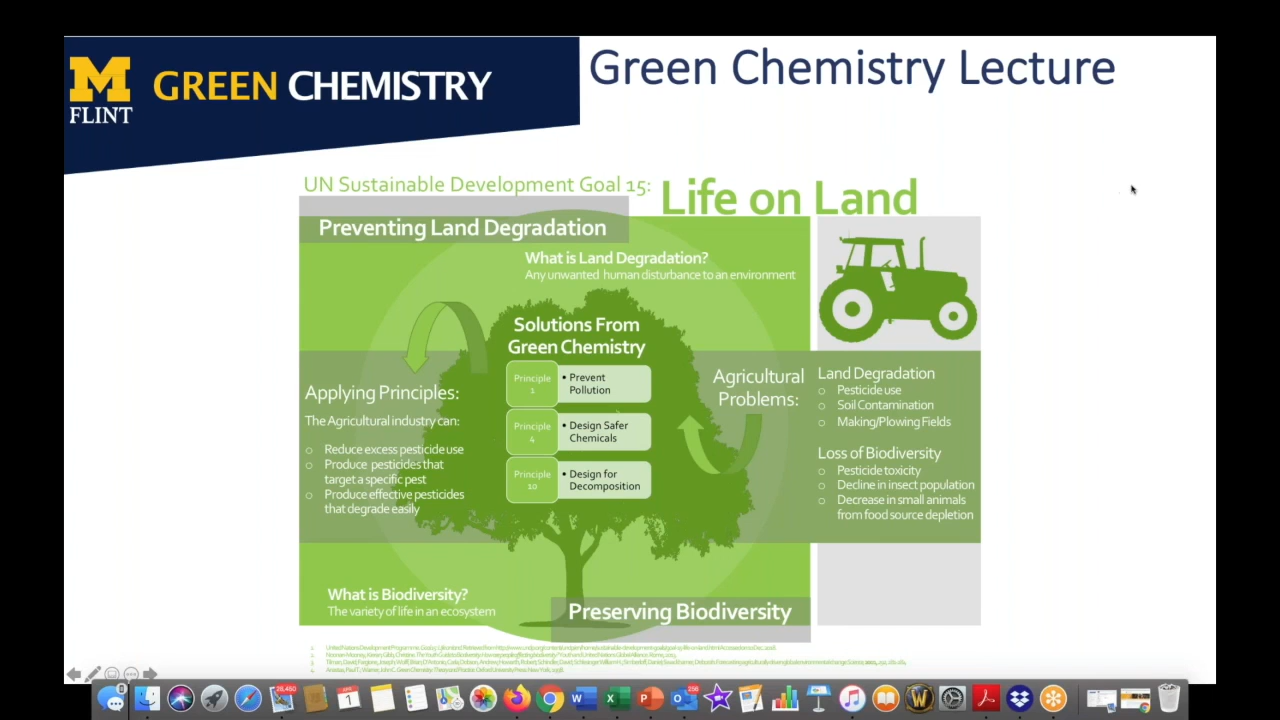 M
FLINT
GREEN CHEMISTRY
Green Chemistry Lecture
UN Sustainable Development Goal 15:
Life on Land
Preventing Land Degradation
What is Land Degradation?
Any unwanted human disturbance to an environment
Solutions From
Green Chemistry
Principle
1
• Prevent
Pollution
Principle
4
• Design Safer
Chemicals
Principle
10
• Design for
Decomposition
Applying Principles:
The Agricultural industry can:
o Reduce excess pesticide use
o Produce pesticides that
target a specific pest
o Produce effective pesticides
that degrade easily
Agricultural
Problems:
Land Degradation
o Pesticide use
o Soil Contamination
o Making/Plowing Fields
Loss of Biodiversity
o Pesticide toxicity
o Decline in insect population
o Decrease in small animals
from food source depletion
What is Biodiversity?
The variety of life in an ecosystem
Preserving Biodiversity